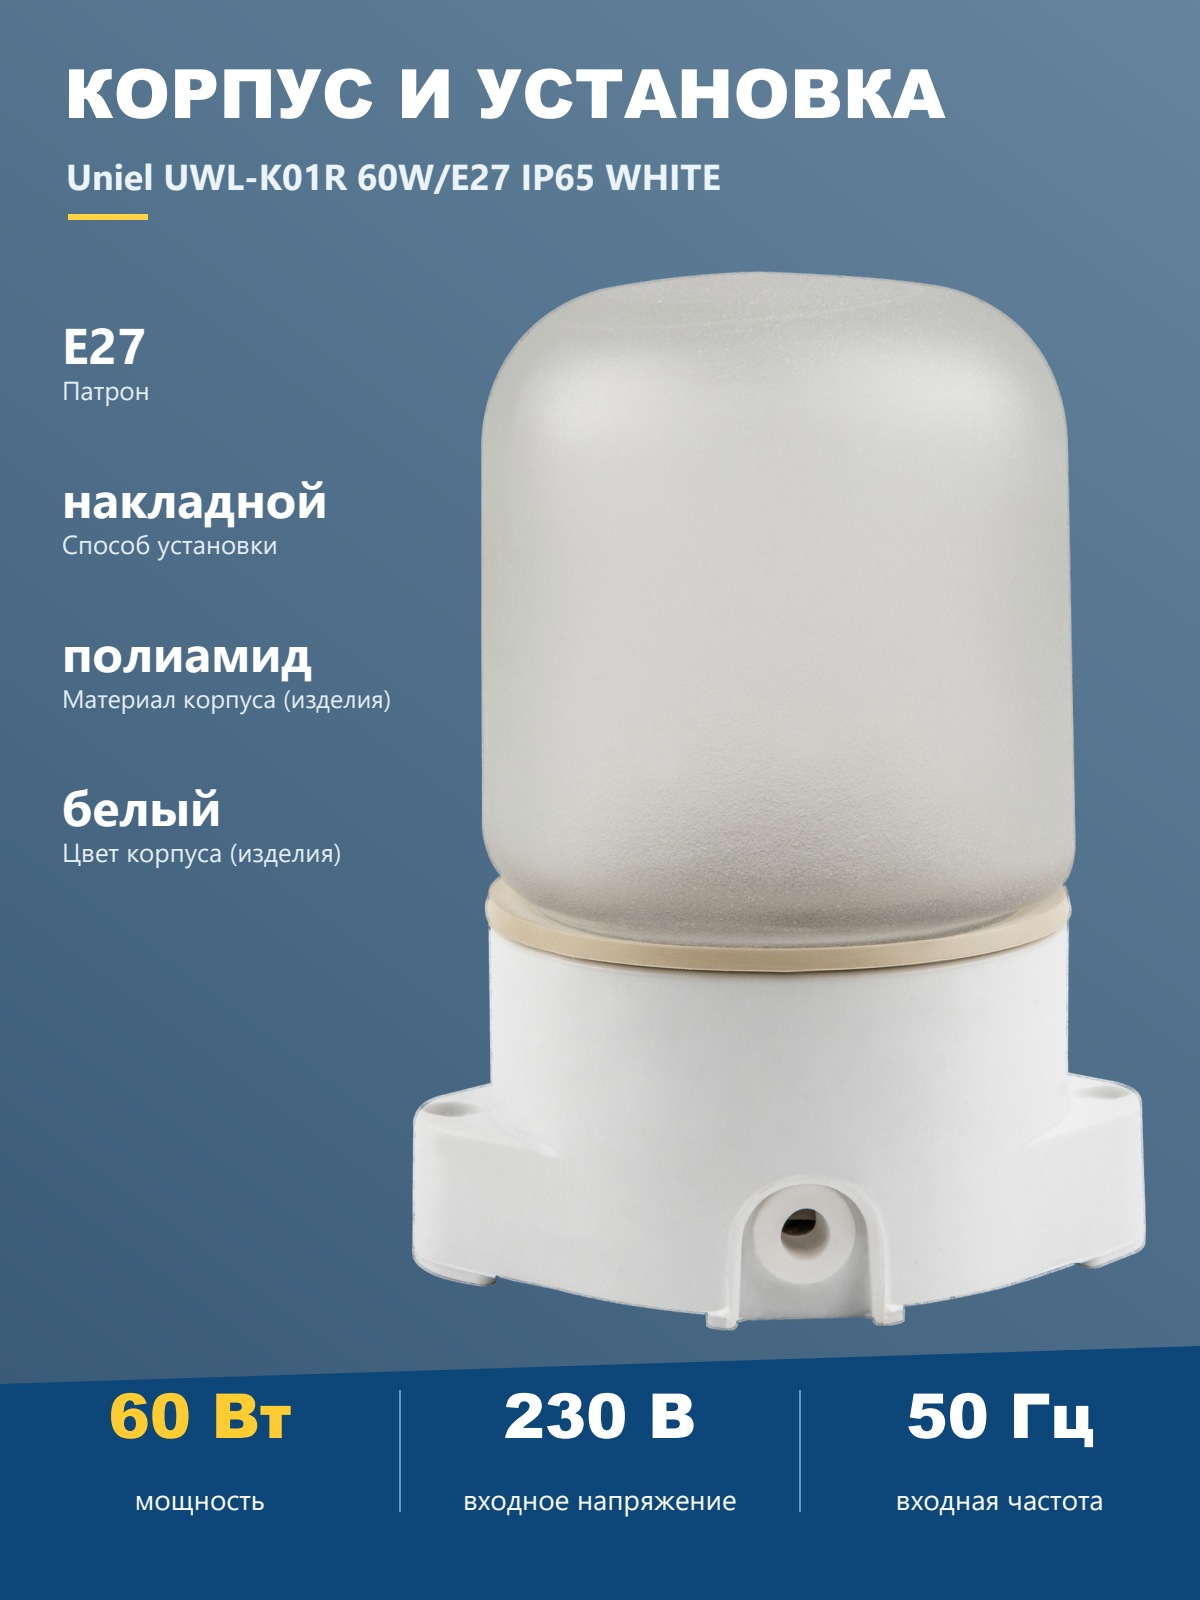 КОРПУС И УСТАНОВКА
Uniel UWL-K01R 60W/E27 IP65 WHITE
E27
Патрон
накладной
Способ установки
полиамид
Материал корпуса (изделия)
белый
Цвет корпуса (изделия)
60 Вт
мощность
230 В
входное напряжение
50 Гц
входная частота